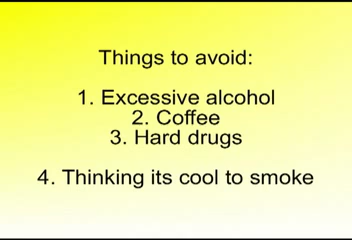 Things to avoid:
1. Excessive alcohol
2. Coffee
3. Hard drugs
4. Thinking its cool to smoke